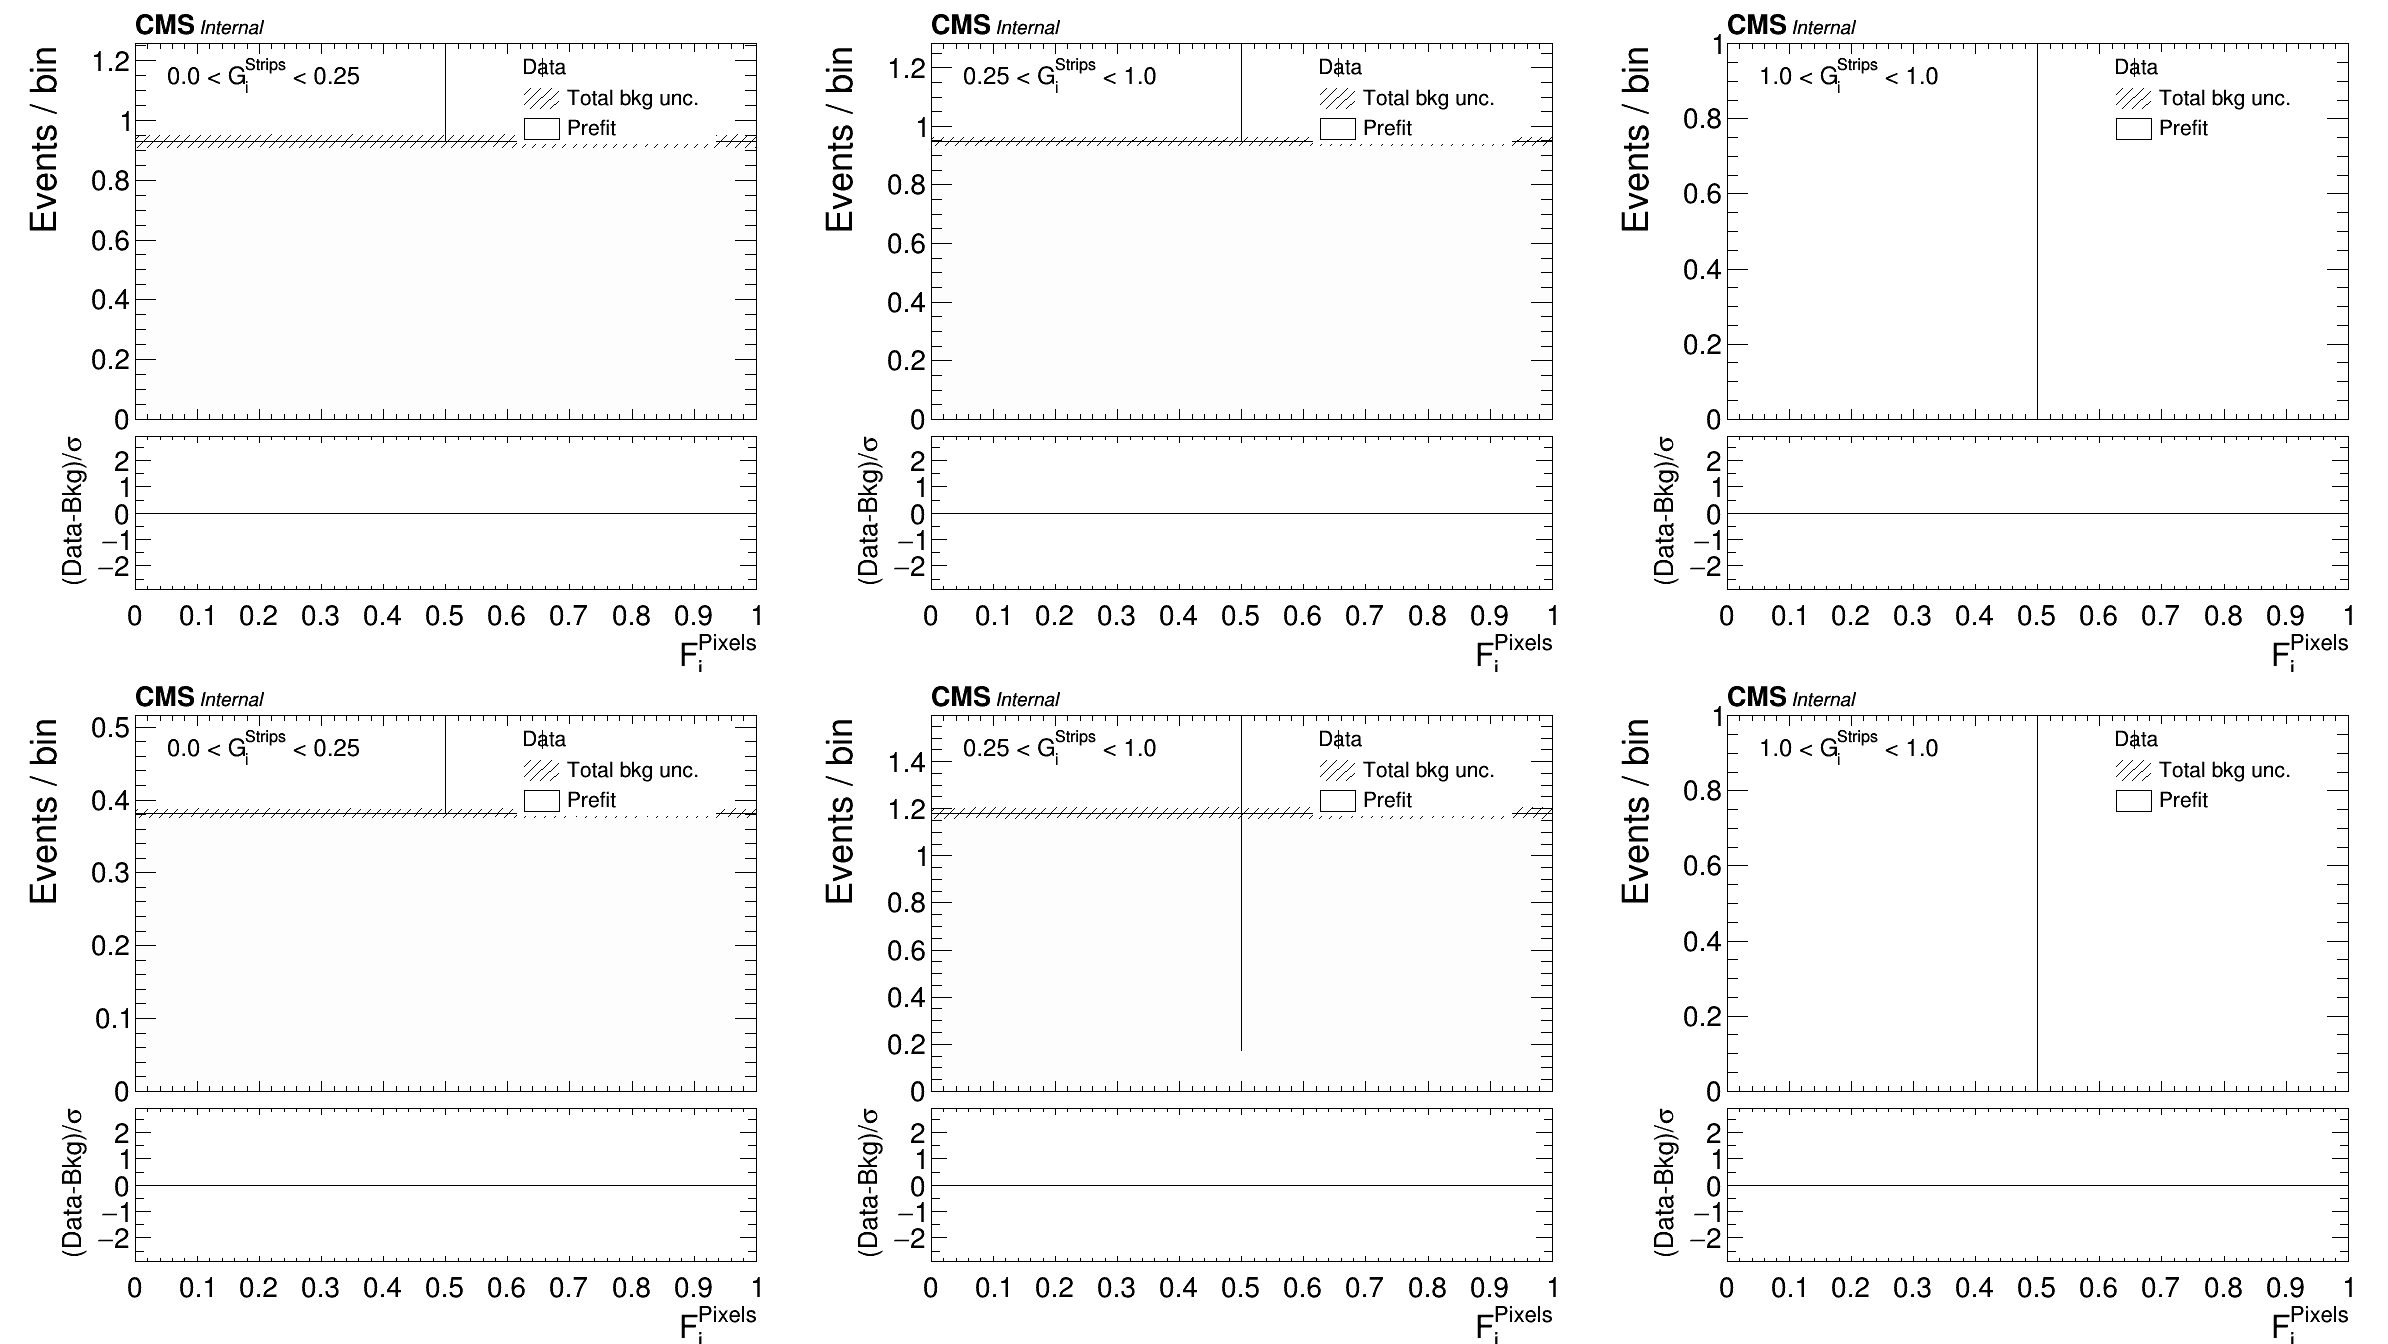 CMS Internal
0.0 < G_i^Strips < 0.25
Data
Total bkg unc.
Prefit
Events / bin
1.2
1
0.8
0.6
0.4
0.2
0
(Data-Bkg)/σ
2
1
0
−1
−2
0 0.1 0.2 0.3 0.4 0.5 0.6 0.7 0.8 0.9 1
F_i^Pixels
CMS Internal
0.25 < G_i^Strips < 1.0
Data
Total bkg unc.
Prefit
Events / bin
1.2
1
0.8
0.6
0.4
0.2
0
(Data-Bkg)/σ
2
1
0
−1
−2
0 0.1 0.2 0.3 0.4 0.5 0.6 0.7 0.8 0.9 1
F_i^Pixels
CMS Internal
1.0 < G_i^Strips < 1.0
Data
Total bkg unc.
Prefit
Events / bin
1
0.8
0.6
0.4
0.2
0
(Data-Bkg)/σ
2
1
0
−1
−2
0 0.1 0.2 0.3 0.4 0.5 0.6 0.7 0.8 0.9 1
F_i^Pixels
CMS Internal
0.0 < G_i^Strips < 0.25
Data
Total bkg unc.
Prefit
Events / bin
0.5
0.4
0.3
0.2
0.1
0
(Data-Bkg)/σ
2
1
0
−1
−2
0 0.1 0.2 0.3 0.4 0.5 0.6 0.7 0.8 0.9 1
F_i^Pixels
CMS Internal
0.25 < G_i^Strips < 1.0
Data
Total bkg unc.
Prefit
Events / bin
1.4
1.2
1
0.8
0.6
0.4
0.2
0
(Data-Bkg)/σ
2
1
0
−1
−2
0 0.1 0.2 0.3 0.4 0.5 0.6 0.7 0.8 0.9 1
F_i^Pixels
CMS Internal
1.0 < G_i^Strips < 1.0
Data
Total bkg unc.
Prefit
Events / bin
1
0.8
0.6
0.4
0.2
0
(Data-Bkg)/σ
2
1
0
−1
−2
0 0.1 0.2 0.3 0.4 0.5 0.6 0.7 0.8 0.9 1
F_i^Pixels